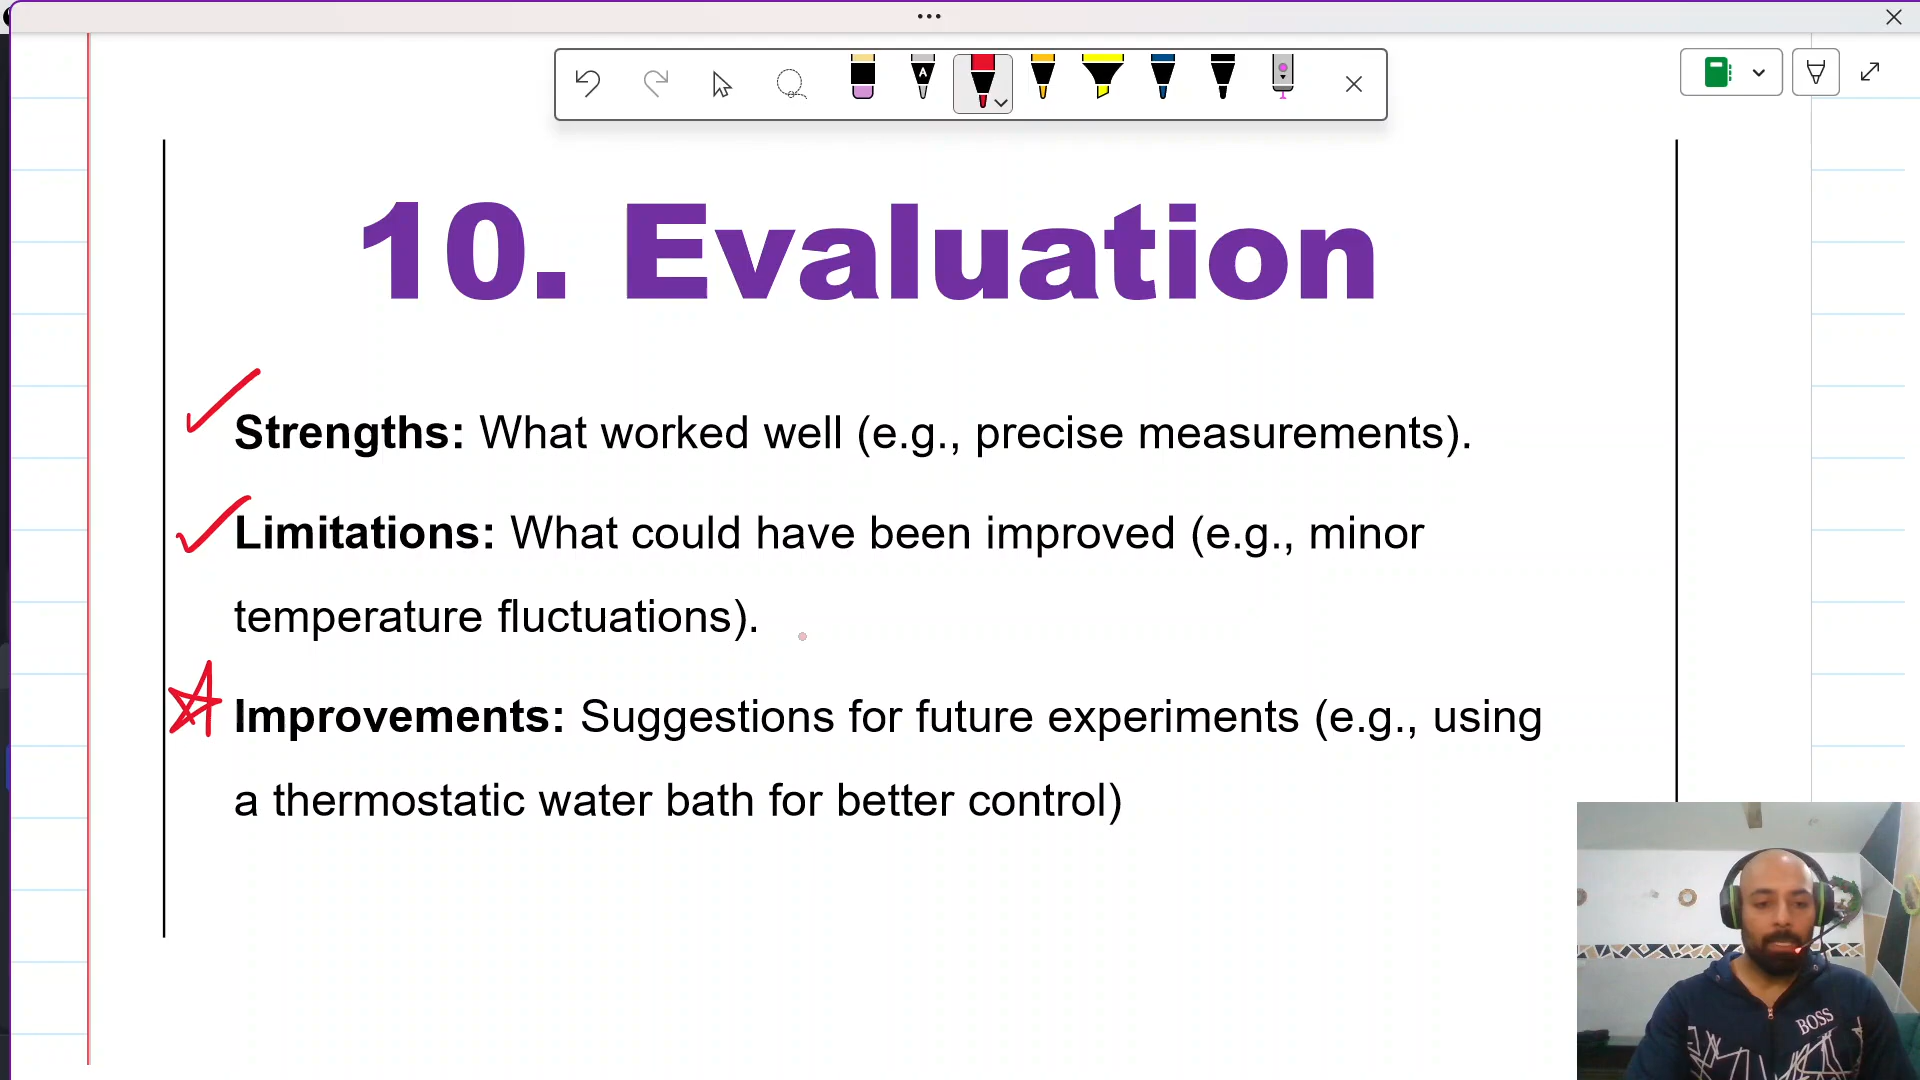 10. Evaluation
Strengths: What worked well (e.g., precise measurements).
Limitations: What could have been improved (e.g., minor
temperature fluctuations).
Improvements: Suggestions for future experiments (e.g., using
a thermostatic water bath for better control)
A
BOSS